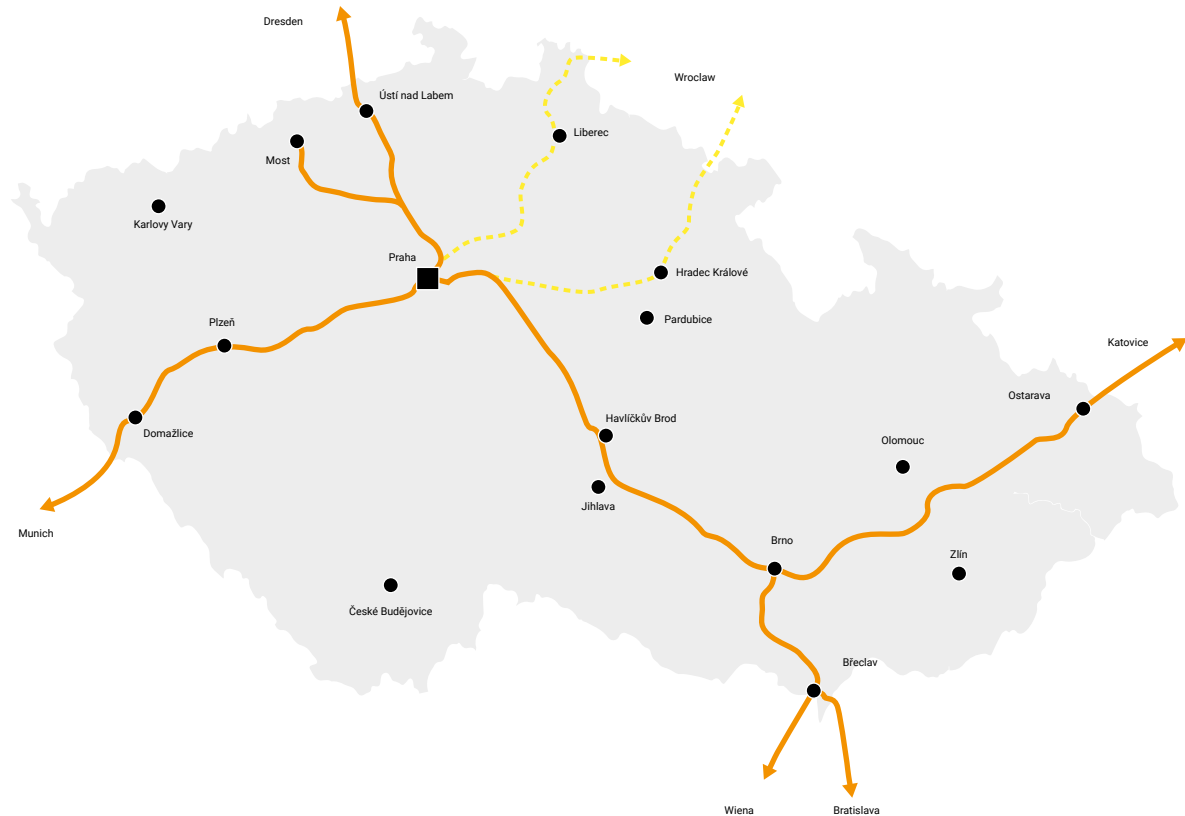 Dresden
Wroclaw
Ústí nad Labem
Liberec
Most
Karlovy Vary
Praha
Hradec Králové
Pardubice
Plzeň
Katovice
Ostarava
Havlíčkův Brod
Domažlice
Olomouc
Jihlava
Munich
Brno
Zlín
České Budějovice
Břeclav
Wiena
Bratislava